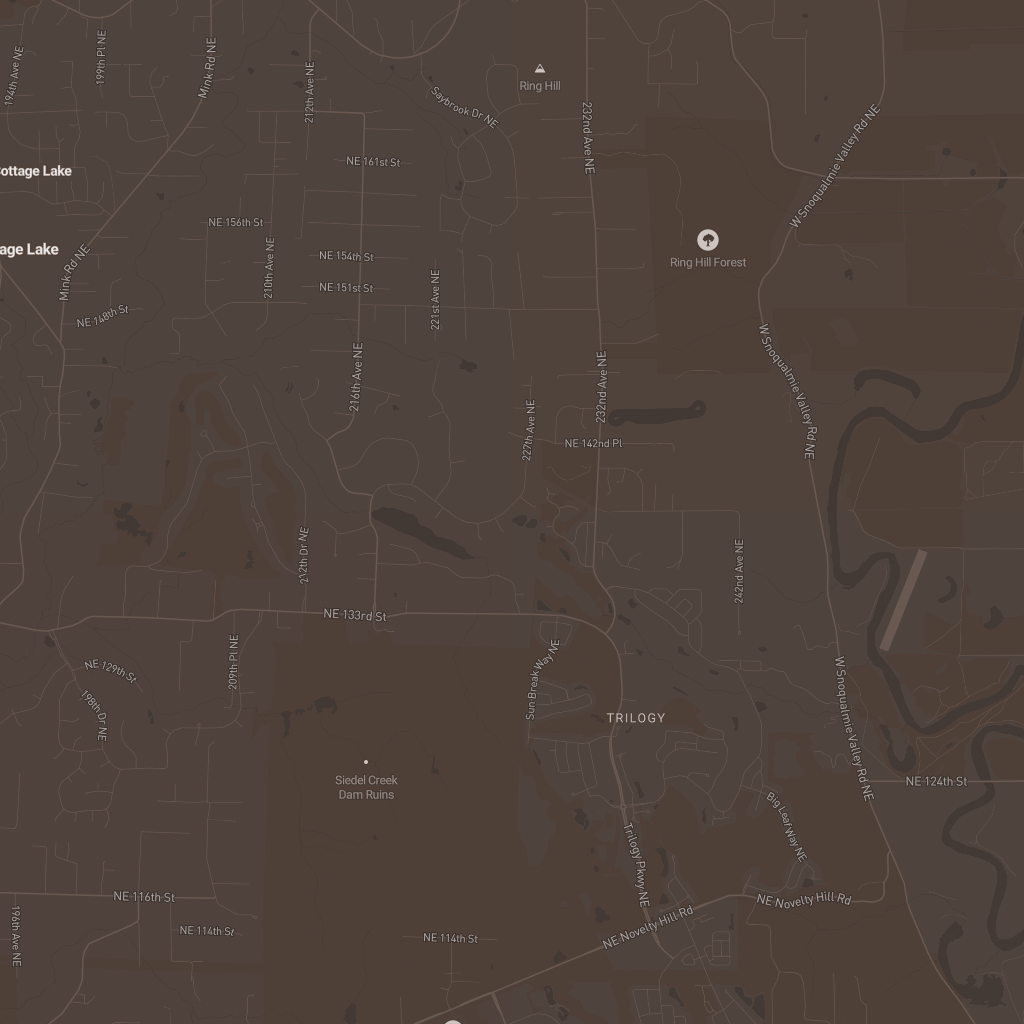 194th Ave NE
199th Pl NE
Mink Rd NE
212th Ave NE
Saybrook Dr NE
Ring Hill
232nd Ave NE
W Snoqualmie Valley Rd NE
NE 161st St
ottage Lake
NE 156th St
210th Ave NE
NE 154th St
Ring Hill Forest
age Lake
Mink Rd NE
NE 151st St
221st Ave NE
NE 148th St
216th Ave NE
232nd Ave NE
W Snoqualmie Valley Rd NE
227th Ave NE
NE 142nd Pl
212th Dr NE
242nd Ave NE
NE 133rd St
209th Pl NE
NE 129th St
198th Dr NE
Sun Break Way NE
TRILOGY
W Snoqualmie Valley Rd NE
Siedel Creek
Dam Ruins
NE 124th St
Big Leaf Way NE
Trilogy Pkwy NE
NE 116th St
NE Novelty Hill Rd
196th Ave NE
NE 114th St
NE 114th St
NE Novelty Hill Rd